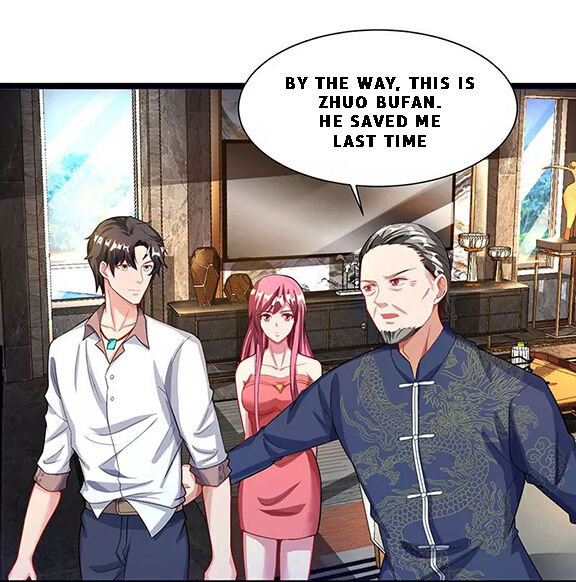 BY THE WAY, THIS IS
ZHUO BUFAN.
HE SAVED ME
LAST TIME